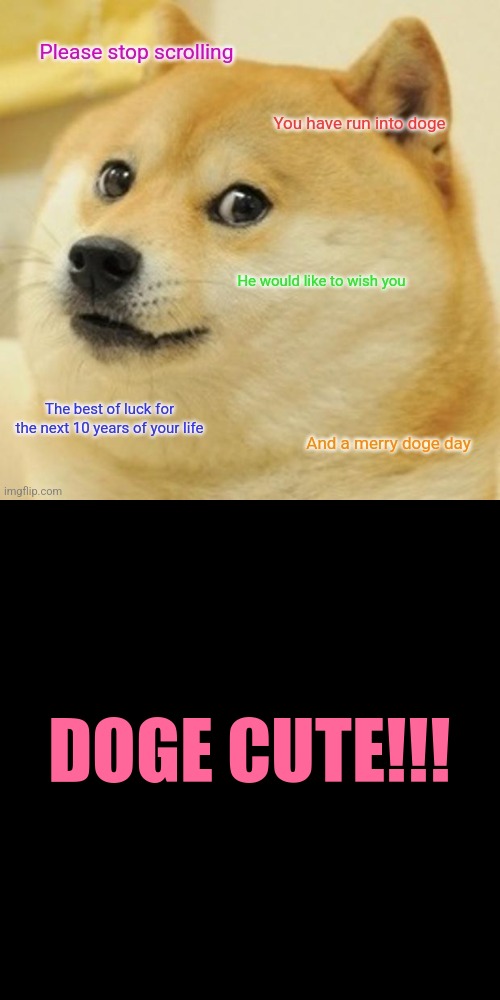 Please stop scrolling
You have run into doge
He would like to wish you
The best of luck for
the next 10 years of your life
And a merry doge day
imgflip.com
DOGE CUTE!!!